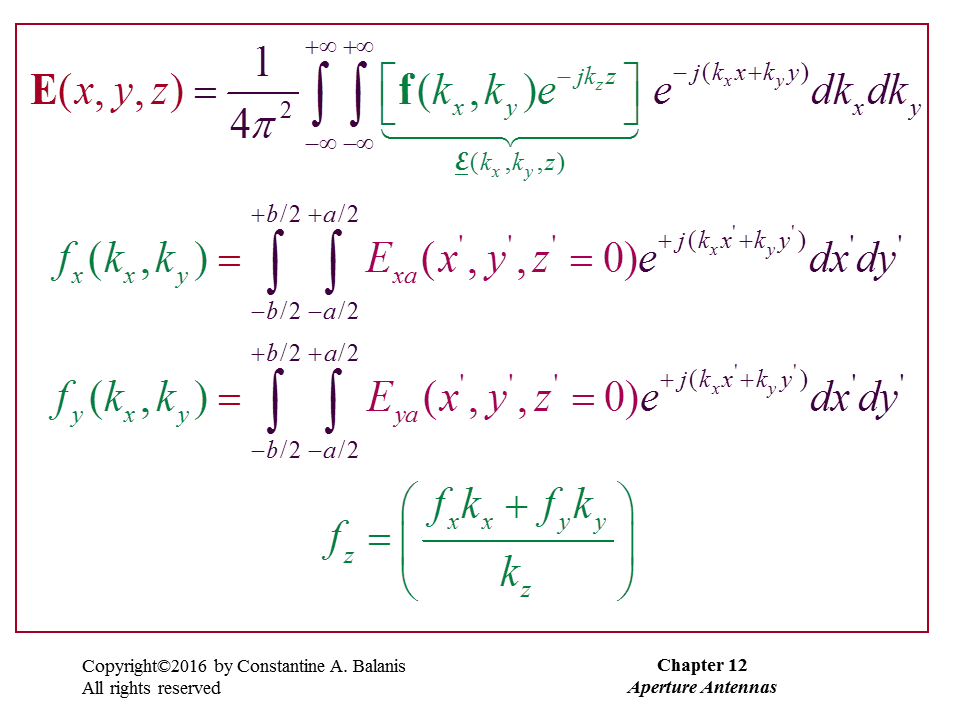 E(x, y, z) = 1/4π² ∫_{−∞}^{+∞} ∫_{−∞}^{+∞} [f(k_x, k_y)e^{−jk_z z}] e^{−j(k_x x+k_y y)} dk_x dk_y
ℰ(k_x, k_y, z)
f_x(k_x, k_y) = ∫_{−b/2}^{+b/2} ∫_{−a/2}^{+a/2} E_{xa}(x', y', z' = 0)e^{+j(k_x x'+k_y y')} dx'dy'
f_y(k_x, k_y) = ∫_{−b/2}^{+b/2} ∫_{−a/2}^{+a/2} E_{ya}(x', y', z' = 0)e^{+j(k_x x'+k_y y')} dx'dy'
f_z = ((f_x k_x + f_y k_y)/k_z)
Copyright©2016 by Constantine A. Balanis
All rights reserved
Chapter 12
Aperture Antennas